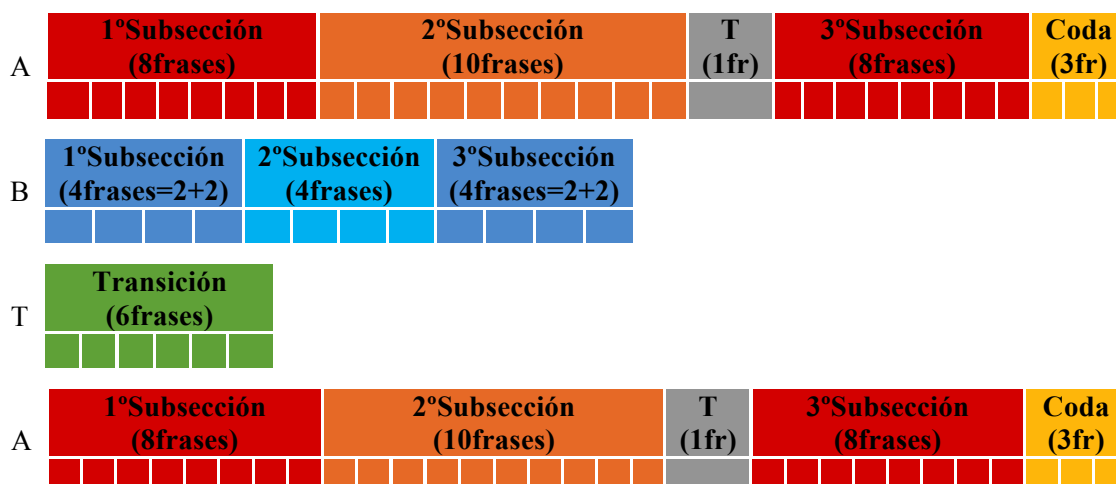 A
1ºSubsección
(8frases)
2ºSubsección
(10frases)
T
(1fr)
3ºSubsección
(8frases)
Coda
(3fr)
B
1ºSubsección
(4frases=2+2)
2ºSubsección
(4frases)
3ºSubsección
(4frases=2+2)
T
Transición
(6frases)
A
1ºSubsección
(8frases)
2ºSubsección
(10frases)
T
(1fr)
3ºSubsección
(8frases)
Coda
(3fr)